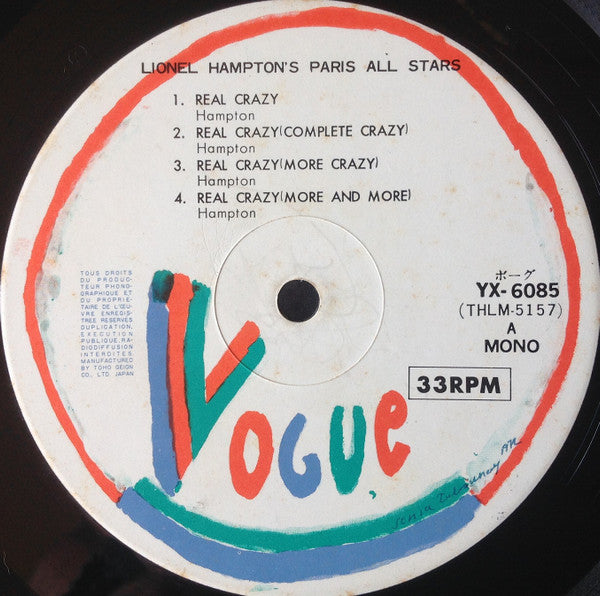 LIONEL HAMPTON'S PARIS ALL STARS
1. REAL CRAZY
Hampton
2. REAL CRAZY(COMPLETE CRAZY)
Hampton
3. REAL CRAZY(MORE CRAZY)
Hampton
4. REAL CRAZY(MORE AND MORE)
Hampton
TOUS DROITS
DU PRODUC-
TEUR PHONO-
GRAPHIQUE ET
DU PROPRIE-
TAIRE DE L'ŒU
VRE ENREGIS-
TREE RESERVES
DUPLICATION,
EXECUTION
PUBLIQUE, RA-
DIODIFFUSION
INTERDITES.
MANUFACTURED
BY TOHO GEIGN
CO., LTD. JAPAN
ボーグ
YX-6085
(THLM-5157)
A
MONO
33RPM
VOGUE